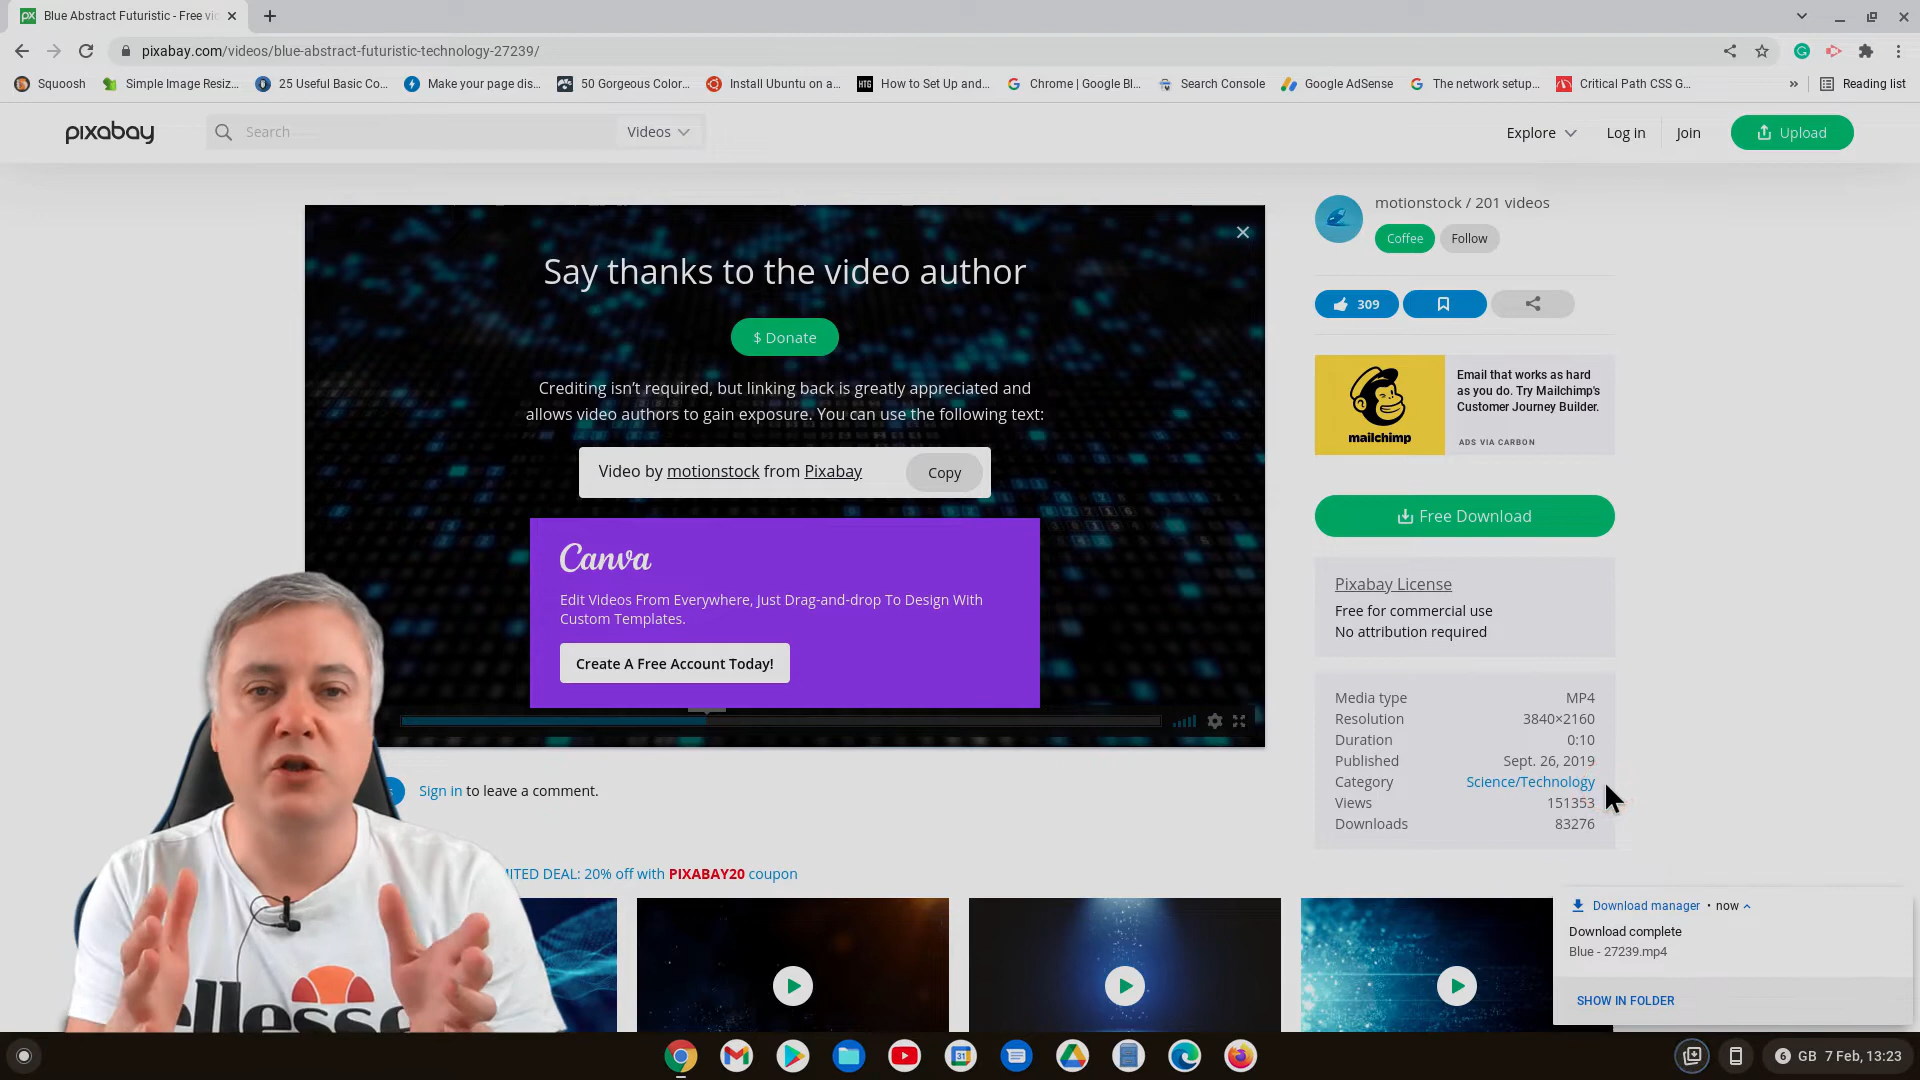 Blue Abstract Futuristic - Free vi
pixabay.com/videos/blue-abstract-futuristic-technology-27239/
Squoosh
Simple Image Resiz...
25 Useful Basic Co...
Make your page dis...
50 Gorgeous Color...
Install Ubuntu on a...
HTG
How to Set Up and...
Chrome | Google Bl...
Search Console
Google AdSense
The network setup...
Critical Path CSS G...
»
Reading list
pixabay
Search
Videos
Explore
Log in
Join
Upload
Say thanks to the video author
$ Donate
Crediting isn't required, but linking back is greatly appreciated and
allows video authors to gain exposure. You can use the following text:
Video by motionstock from Pixabay
Copy
Canva
Edit Videos From Everywhere, Just Drag-and-drop To Design With
Custom Templates.
Create A Free Account Today!
motionstock / 201 videos
Coffee
Follow
309
mailchimp
Email that works as hard
as you do. Try Mailchimp's
Customer Journey Builder.
ADS VIA CARBON
Free Download
Pixabay License
Free for commercial use
No attribution required
Media type MP4
Resolution 3840×2160
Duration 0:10
Published Sept. 26, 2019
Category Science/Technology
Views 151353
Downloads 83276
Sign in to leave a comment.
MITED DEAL: 20% off with PIXABAY20 coupon
ellesse
Download manager • now
Download complete
Blue - 27239.mp4
SHOW IN FOLDER
31
6 GB 7 Feb, 13:23